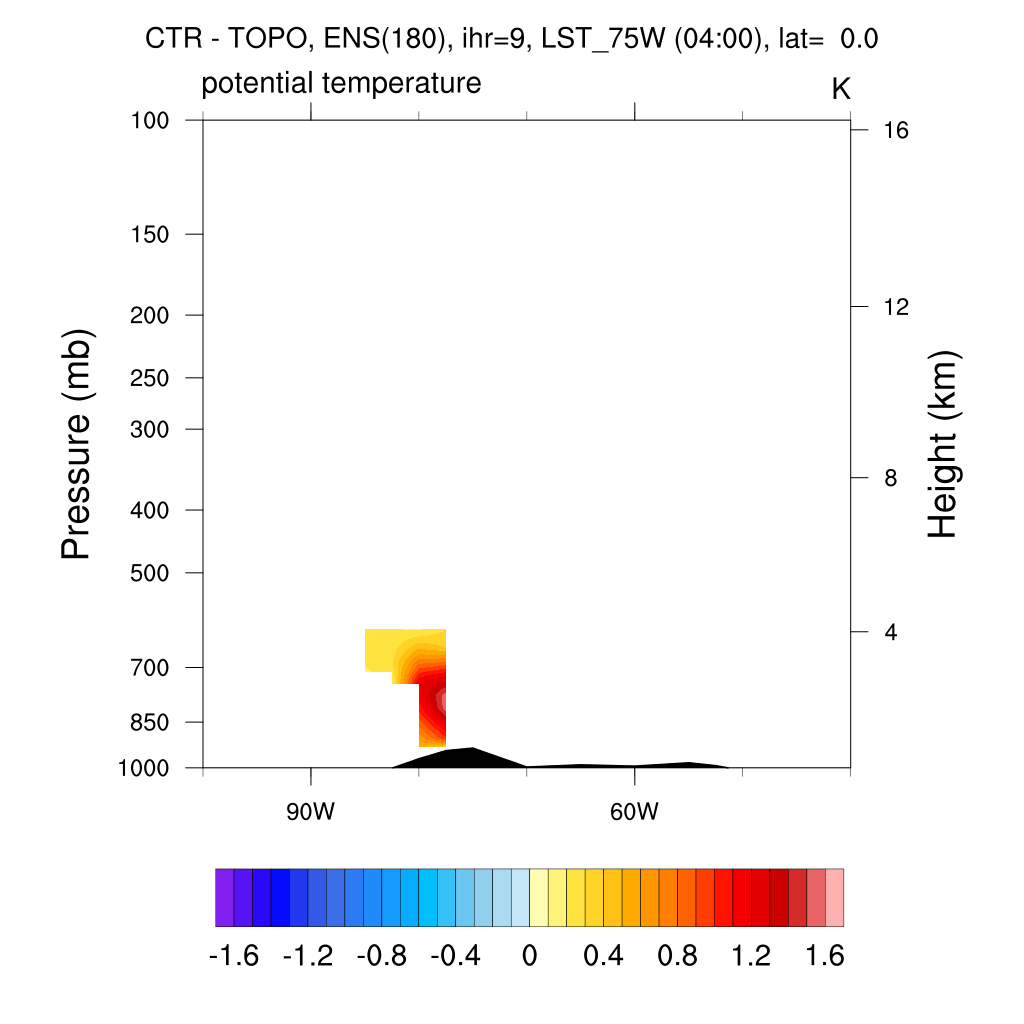 CTR - TOPO, ENS(180), ihr=9, LST_75W (04:00), lat=  0.0
potential temperature
K
100
150
200
250
300
400
500
700
850
1000
Pressure (mb)
16
12
8
4
Height (km)
90W
60W
-1.6 -1.2 -0.8 -0.4 0 0.4 0.8 1.2 1.6